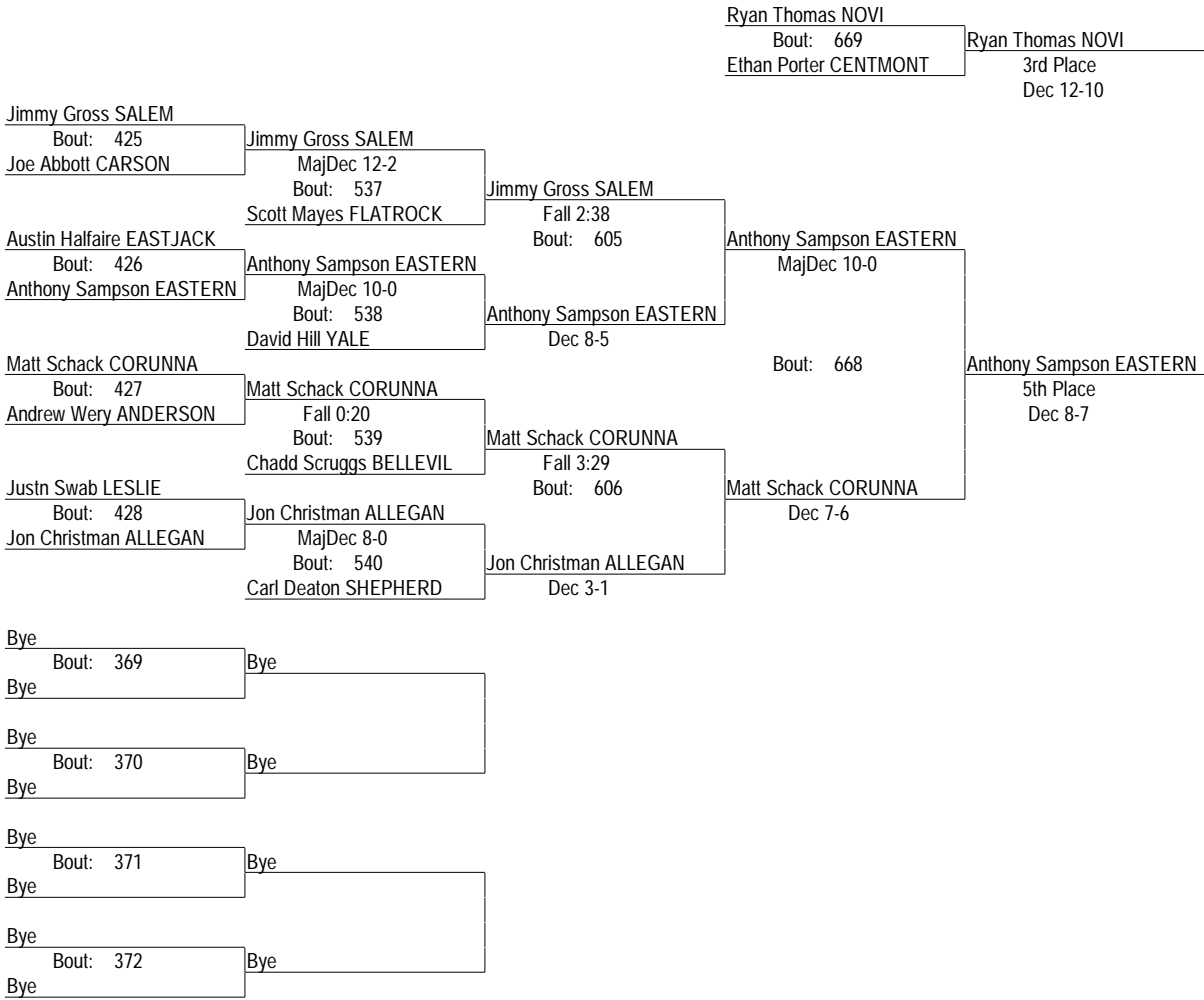 Ryan Thomas NOVI
Bout: 669
Ryan Thomas NOVI
Ethan Porter CENTMONT
3rd Place
Dec 12-10
Jimmy Gross SALEM
Bout: 425
Jimmy Gross SALEM
Joe Abbott CARSON
MajDec 12-2
Bout: 537
Jimmy Gross SALEM
Scott Mayes FLATROCK
Fall 2:38
Austin Halfaire EASTJACK
Bout: 605
Anthony Sampson EASTERN
Bout: 426
Anthony Sampson EASTERN
MajDec 10-0
Anthony Sampson EASTERN
MajDec 10-0
Bout: 538
Anthony Sampson EASTERN
David Hill YALE
Dec 8-5
Matt Schack CORUNNA
Bout: 668
Anthony Sampson EASTERN
Bout: 427
Matt Schack CORUNNA
5th Place
Andrew Wery ANDERSON
Fall 0:20
Dec 8-7
Bout: 539
Matt Schack CORUNNA
Chadd Scruggs BELLEVIL
Fall 3:29
Justn Swab LESLIE
Bout: 606
Matt Schack CORUNNA
Bout: 428
Jon Christman ALLEGAN
Dec 7-6
Jon Christman ALLEGAN
MajDec 8-0
Bout: 540
Jon Christman ALLEGAN
Carl Deaton SHEPHERD
Dec 3-1
Bye
Bout: 369
Bye
Bye
Bye
Bout: 370
Bye
Bye
Bye
Bout: 371
Bye
Bye
Bye
Bout: 372
Bye
Bye